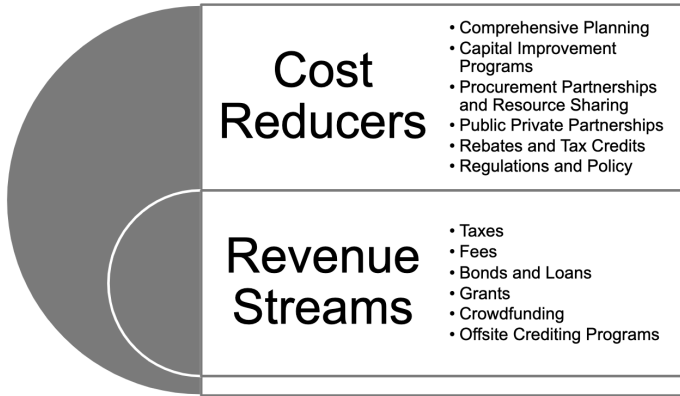 Cost
Reducers
• Comprehensive Planning
• Capital Improvement
Programs
• Procurement Partnerships
and Resource Sharing
• Public Private Partnerships
• Rebates and Tax Credits
• Regulations and Policy
Revenue
Streams
• Taxes
• Fees
• Bonds and Loans
• Grants
• Crowdfunding
• Offsite Crediting Programs